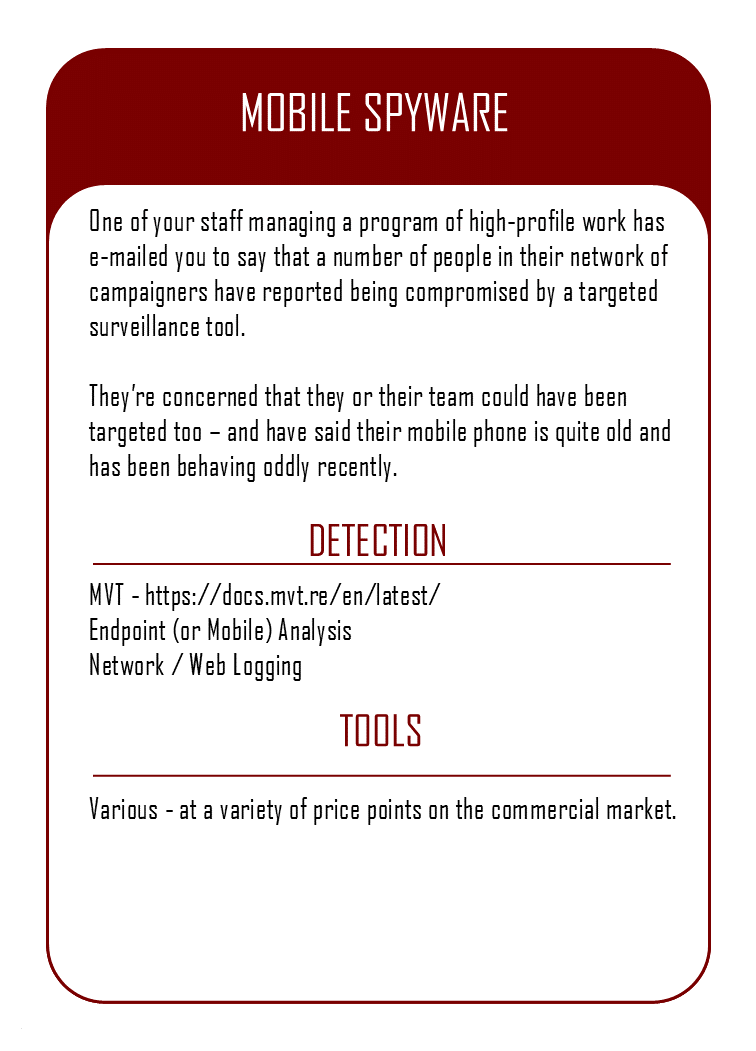 MOBILE SPYWARE
One of your staff managing a program of high-profile work has
e-mailed you to say that a number of people in their network of
campaigners have reported being compromised by a targeted
surveillance tool.
They’re concerned that they or their team could have been
targeted too – and have said their mobile phone is quite old and
has been behaving oddly recently.
DETECTION
MVT - https://docs.mvt.re/en/latest/
Endpoint (or Mobile) Analysis
Network / Web Logging
TOOLS
Various - at a variety of price points on the commercial market.